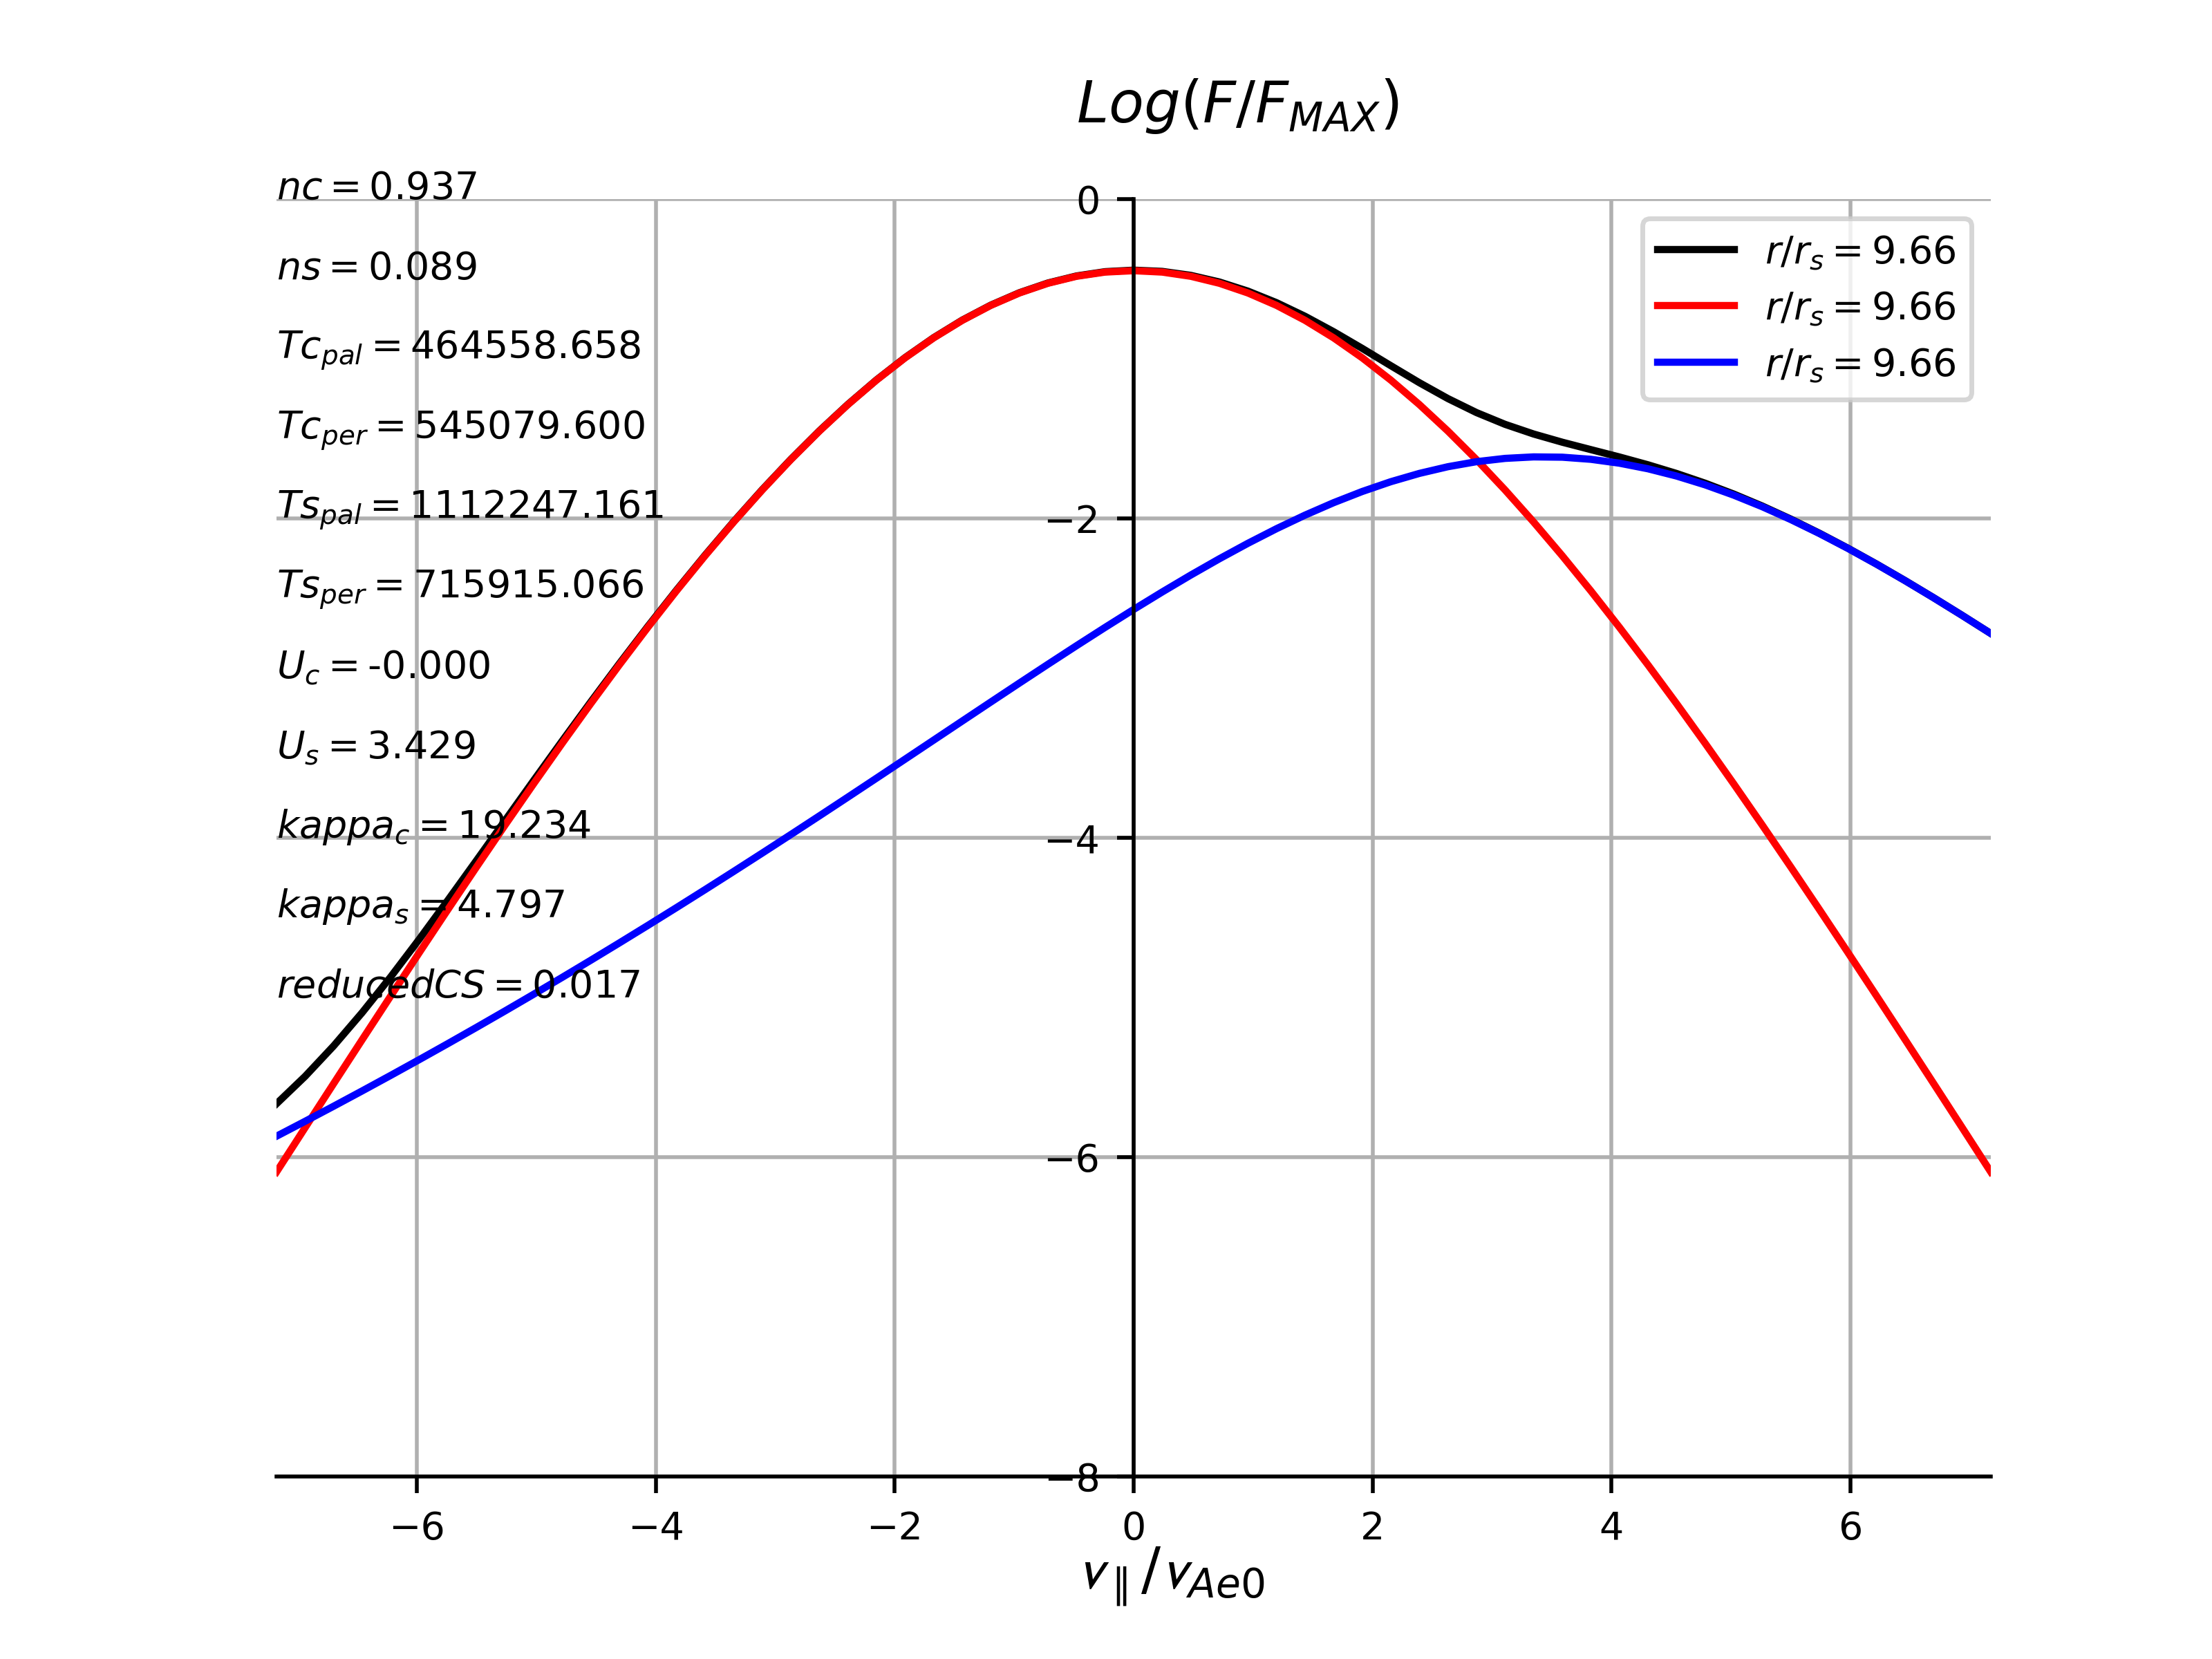 Log(F/F_MAX)
nc = 0.937
ns = 0.089
Tc_pal = 464558.658
Tc_per = 545079.600
Ts_pal = 1112247.161
Ts_per = 715915.066
U_c = -0.000
U_s = 3.429
kappa_c = 19.234
kappa_s = 4.797
reducedCS = 0.017
0
−2
−4
−6
−8
r/r_s = 9.66
r/r_s = 9.66
r/r_s = 9.66
−6 −4 −2 0 2 4 6
v_∥/v_Ae0